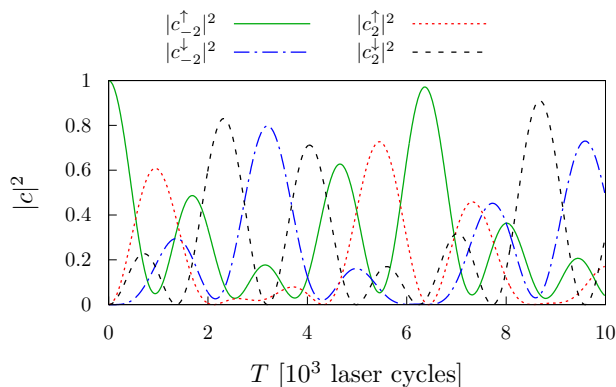 |c↑₋₂|² |c↑₂|²
|c↓₋₂|² |c↓₂|²
1
0.8
0.6
0.4
0.2
0
|c|²
0 2 4 6 8 10
T [10³ laser cycles]